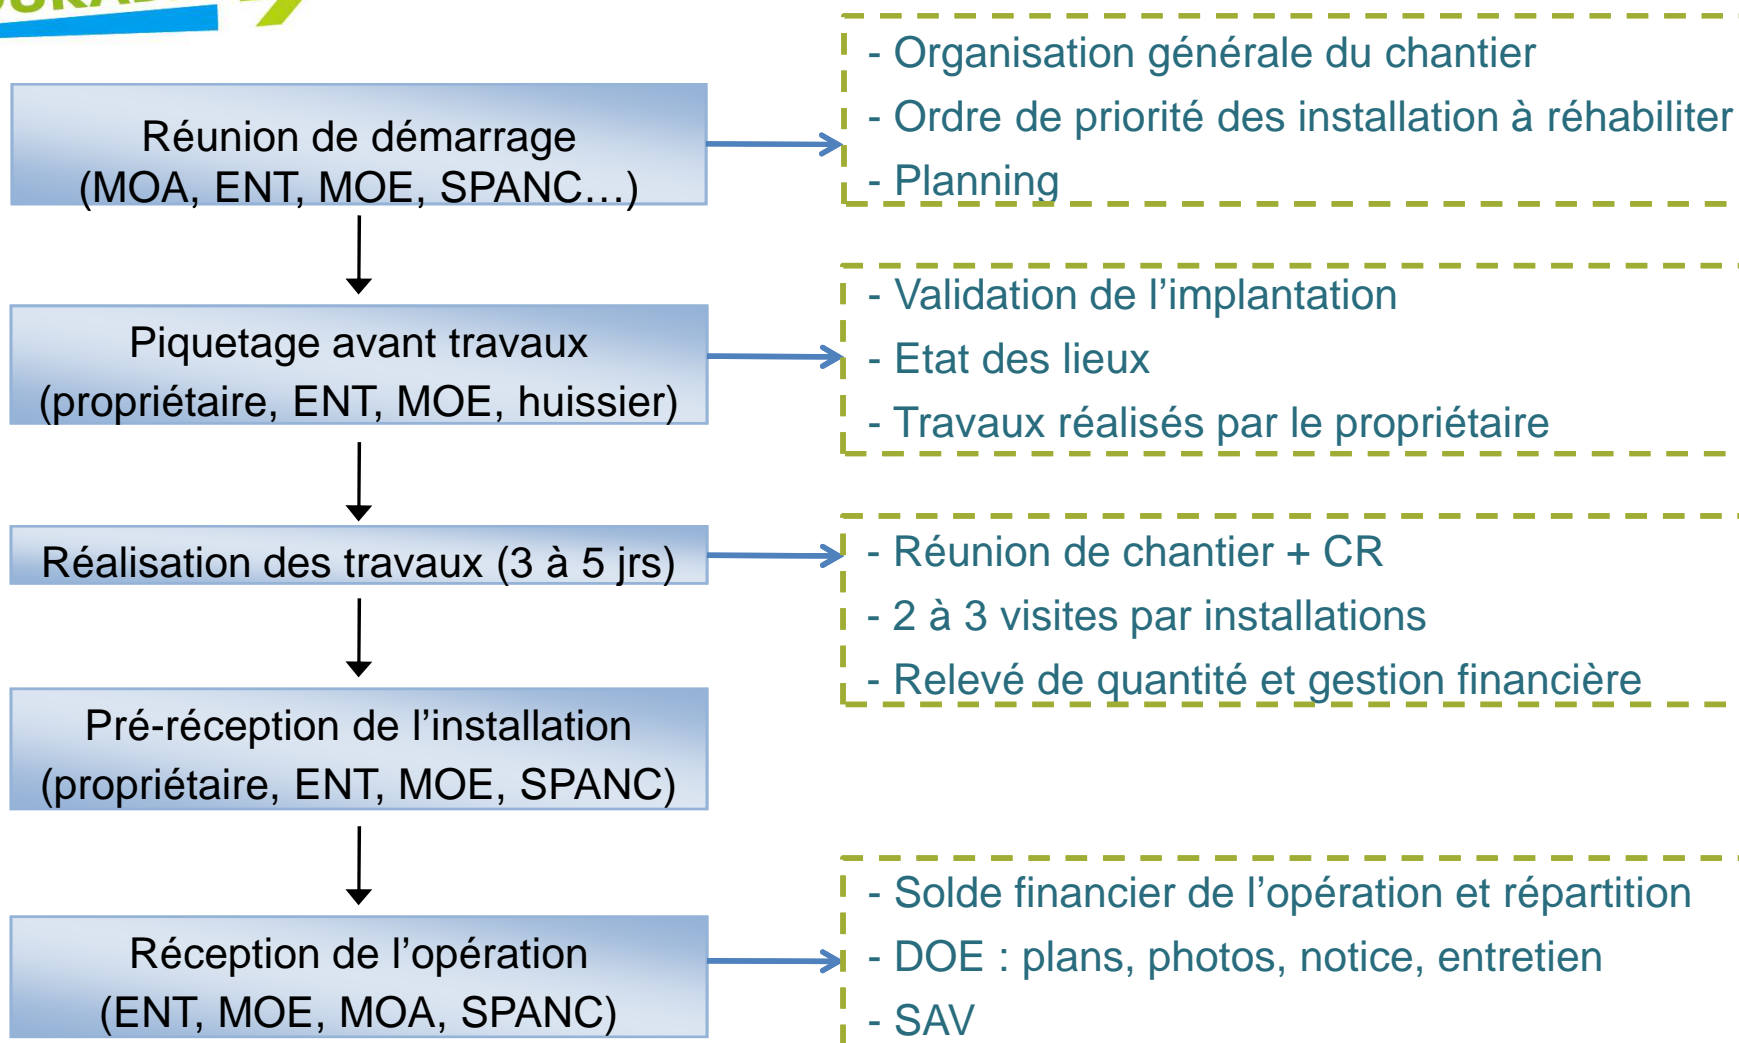 - Organisation générale du chantier
Réunion de démarrage
(MOA, ENT, MOE, SPANC…)
- Ordre de priorité des installation à réhabiliter
- Planning
Piquetage avant travaux
(propriétaire, ENT, MOE, huissier)
- Validation de l’implantation
- Etat des lieux
- Travaux réalisés par le propriétaire
Réalisation des travaux (3 à 5 jrs)
- Réunion de chantier + CR
- 2 à 3 visites par installations
- Relevé de quantité et gestion financière
Pré-réception de l’installation
(propriétaire, ENT, MOE, SPANC)
Réception de l’opération
(ENT, MOE, MOA, SPANC)
- Solde financier de l’opération et répartition
- DOE : plans, photos, notice, entretien
- SAV